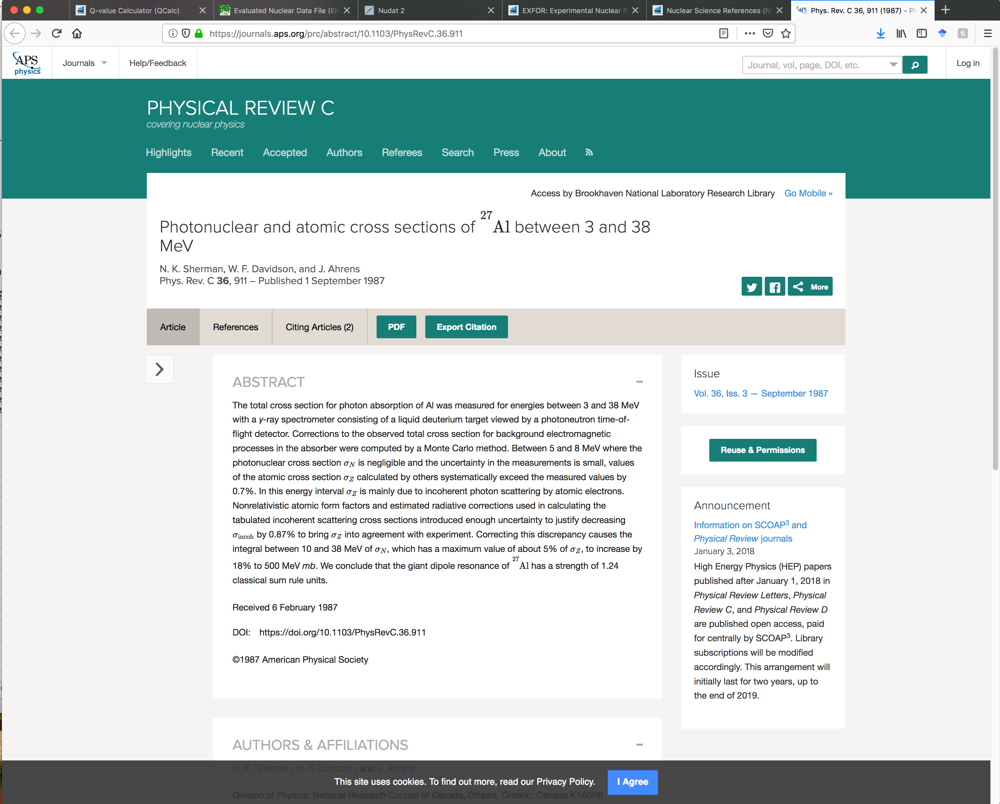 Q-value Calculator (QCalc)
Evaluated Nuclear Data File (EN
Nudat 2
EXFOR: Experimental Nuclear R
Nuclear Science References (N
Phys. Rev. C 36, 911 (1987) - Ph
https://journals.aps.org/prc/abstract/10.1103/PhysRevC.36.911
APS
physics
Journals
Help/Feedback
Journal, vol, page, DOI, etc.
Log in
PHYSICAL REVIEW C
covering nuclear physics
Highlights Recent Accepted Authors Referees Search Press About
Access by Brookhaven National Laboratory Research Library Go Mobile »
Photonuclear and atomic cross sections of ²⁷Al between 3 and 38
MeV
N. K. Sherman, W. F. Davidson, and J. Ahrens
Phys. Rev. C 36, 911 – Published 1 September 1987
More
Article References Citing Articles (2) PDF Export Citation
ABSTRACT
The total cross section for photon absorption of Al was measured for energies between 3 and 38 MeV
with a γ-ray spectrometer consisting of a liquid deuterium target viewed by a photoneutron time-of-
flight detector. Corrections to the observed total cross section for background electromagnetic
processes in the absorber were computed by a Monte Carlo method. Between 5 and 8 MeV where the
photonuclear cross section σN is negligible and the uncertainty in the measurements is small, values
of the atomic cross section σZ calculated by others systematically exceed the measured values by
0.7%. In this energy interval σZ is mainly due to incoherent photon scattering by atomic electrons.
Nonrelativistic atomic form factors and estimated radiative corrections used in calculating the
tabulated incoherent scattering cross sections introduced enough uncertainty to justify decreasing
σincoh by 0.87% to bring σZ into agreement with experiment. Correcting this discrepancy causes the
integral between 10 and 38 MeV of σN, which has a maximum value of about 5% of σZ, to increase by
18% to 500 MeV mb. We conclude that the giant dipole resonance of ²⁷Al has a strength of 1.24
classical sum rule units.
Received 6 February 1987
DOI: https://doi.org/10.1103/PhysRevC.36.911
©1987 American Physical Society
Issue
Vol. 36, Iss. 3 — September 1987
Reuse & Permissions
Announcement
Information on SCOAP³ and
Physical Review journals
January 3, 2018
High Energy Physics (HEP) papers
published after January 1, 2018 in
Physical Review Letters, Physical
Review C, and Physical Review D
are published open access, paid
for centrally by SCOAP³. Library
subscriptions will be modified
accordingly. This arrangement will
initially last for two years, up to
the end of 2019.
AUTHORS & AFFILIATIONS
N. K. Sherman, W. F. Davidson, and J. Ahrens
This site uses cookies. To find out more, read our Privacy Policy. I Agree
Division of Physics, National Research Council of Canada, Ottawa, Ontario, Canada K1A0R6